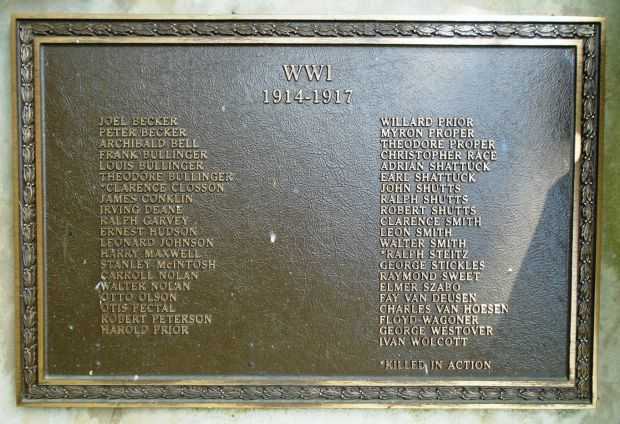 WWI
1914-1917
JOEL BECKER
PETER BECKER
ARCHIBALD BELL
FRANK BULLINGER
LOUIS BULLINGER
THEODORE BULLINGER
*CLARENCE CLOSSON
JAMES CONKLIN
IRVING DEANE
RALPH GARVEY
ERNEST HUDSON
LEONARD JOHNSON
HARRY MAXWELL
STANLEY McINTOSH
CARROLL NOLAN
WALTER NOLAN
OTTO OLSON
OTIS PECTAL
ROBERT PETERSON
HAROLD PRIOR
WILLARD PRIOR
MYRON PROPER
THEODORE PROPER
CHRISTOPHER RACE
ADRIAN SHATTUCK
EARL SHATTUCK
JOHN SHUTTS
RALPH SHUTTS
ROBERT SHUTTS
CLARENCE SMITH
LEON SMITH
WALTER SMITH
*RALPH STEITZ
GEORGE STICKLES
RAYMOND SWEET
ELMER SZABO
FAY VAN DEUSEN
CHARLES VAN HOESEN
FLOYD WAGONER
GEORGE WESTOVER
IVAN WOLCOTT
*KILLED IN ACTION